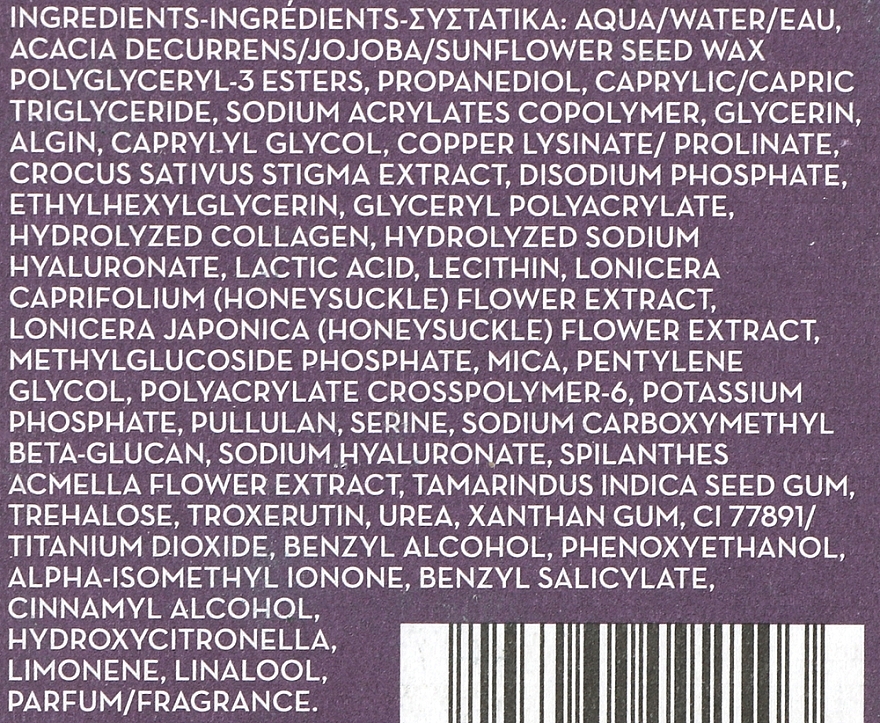 INGREDIENTS-INGRÉDIENTS-ΣΥΣΤΑΤΙΚΑ: AQUA/WATER/EAU,
ACACIA DECURRENS/JOJOBA/SUNFLOWER SEED WAX
POLYGLYCERYL-3 ESTERS, PROPANEDIOL, CAPRYLIC/CAPRIC
TRIGLYCERIDE, SODIUM ACRYLATES COPOLYMER, GLYCERIN,
ALGIN, CAPRYLYL GLYCOL, COPPER LYSINATE/ PROLINATE,
CROCUS SATIVUS STIGMA EXTRACT, DISODIUM PHOSPHATE,
ETHYLHEXYLGLYCERIN, GLYCERYL POLYACRYLATE,
HYDROLYZED COLLAGEN, HYDROLYZED SODIUM
HYALURONATE, LACTIC ACID, LECITHIN, LONICERA
CAPRIFOLIUM (HONEYSUCKLE) FLOWER EXTRACT,
LONICERA JAPONICA (HONEYSUCKLE) FLOWER EXTRACT,
METHYLGLUCOSIDE PHOSPHATE, MICA, PENTYLENE
GLYCOL, POLYACRYLATE CROSSPOLYMER-6, POTASSIUM
PHOSPHATE, PULLULAN, SERINE, SODIUM CARBOXYMETHYL
BETA-GLUCAN, SODIUM HYALURONATE, SPILANTHES
ACMELLA FLOWER EXTRACT, TAMARINDUS INDICA SEED GUM,
TREHALOSE, TROXERUTIN, UREA, XANTHAN GUM, CI 77891/
TITANIUM DIOXIDE, BENZYL ALCOHOL, PHENOXYETHANOL,
ALPHA-ISOMETHYL IONONE, BENZYL SALICYLATE,
CINNAMYL ALCOHOL,
HYDROXYCITRONELLA,
LIMONENE, LINALOOL,
PARFUM/FRAGRANCE.